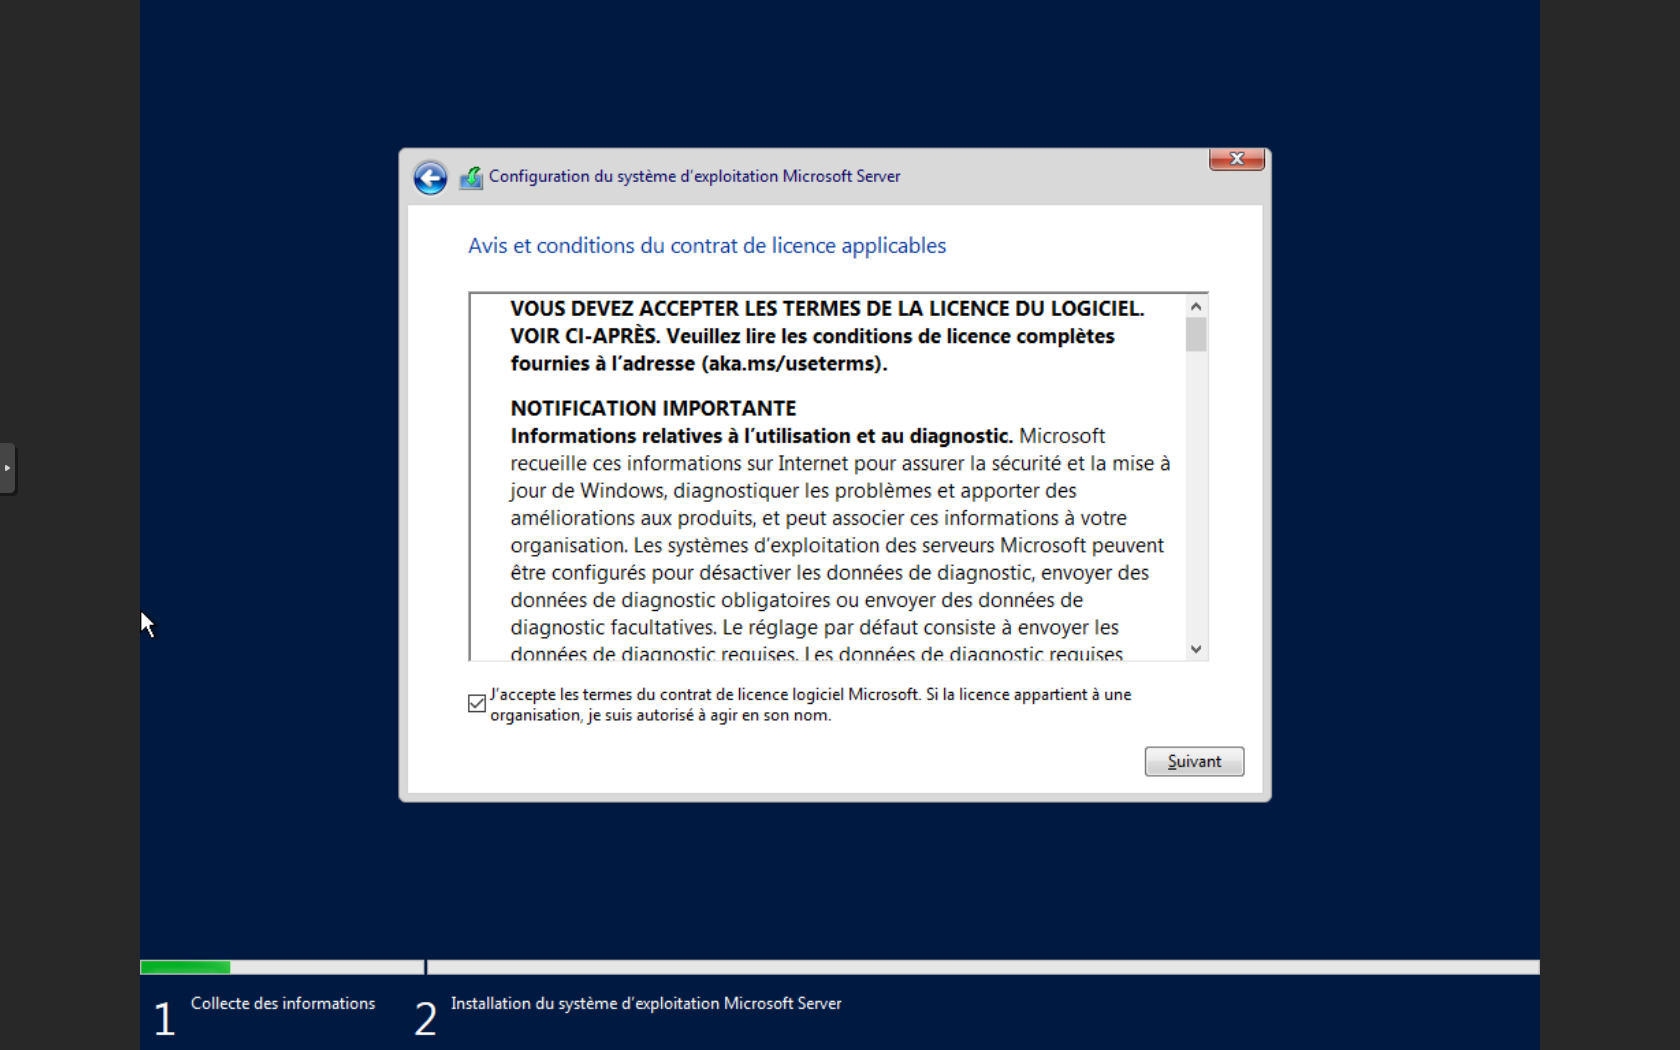 Configuration du système d'exploitation Microsoft Server
Avis et conditions du contrat de licence applicables
VOUS DEVEZ ACCEPTER LES TERMES DE LA LICENCE DU LOGICIEL.
VOIR CI-APRÈS. Veuillez lire les conditions de licence complètes
fournies à l'adresse (aka.ms/useterms).
NOTIFICATION IMPORTANTE
Informations relatives à l'utilisation et au diagnostic. Microsoft
recueille ces informations sur Internet pour assurer la sécurité et la mise à
jour de Windows, diagnostiquer les problèmes et apporter des
améliorations aux produits, et peut associer ces informations à votre
organisation. Les systèmes d'exploitation des serveurs Microsoft peuvent
être configurés pour désactiver les données de diagnostic, envoyer des
données de diagnostic obligatoires ou envoyer des données de
diagnostic facultatives. Le réglage par défaut consiste à envoyer les
données de diagnostic requises. Les données de diagnostic requises
J'accepte les termes du contrat de licence logiciel Microsoft. Si la licence appartient à une
organisation, je suis autorisé à agir en son nom.
Suivant
1 Collecte des informations
2 Installation du système d'exploitation Microsoft Server